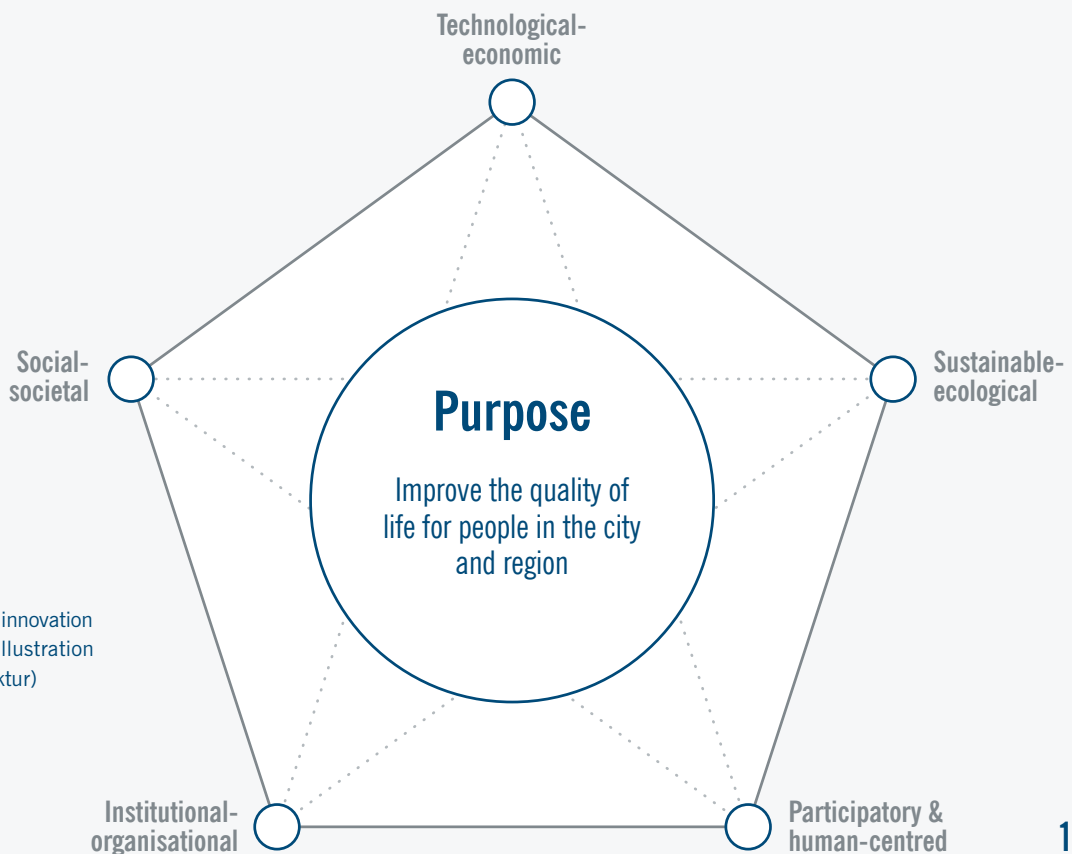 Technological-
economic
Social-
societal
Sustainable-
ecological
Purpose
Improve the quality of
life for people in the city
and region
innovation
llustration
ktur)
Institutional-
organisational
Participatory &
human-centred
1